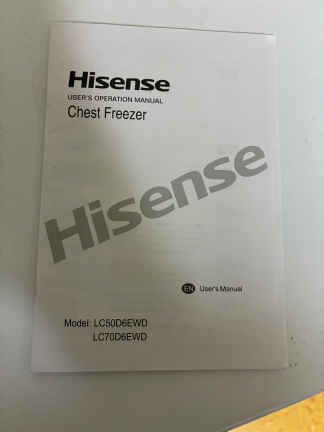 Hisense
USER'S OPERATION MANUAL
Chest Freezer
Hisense
EN User's Manual
Model: LC50D6EWD
LC70D6EWD